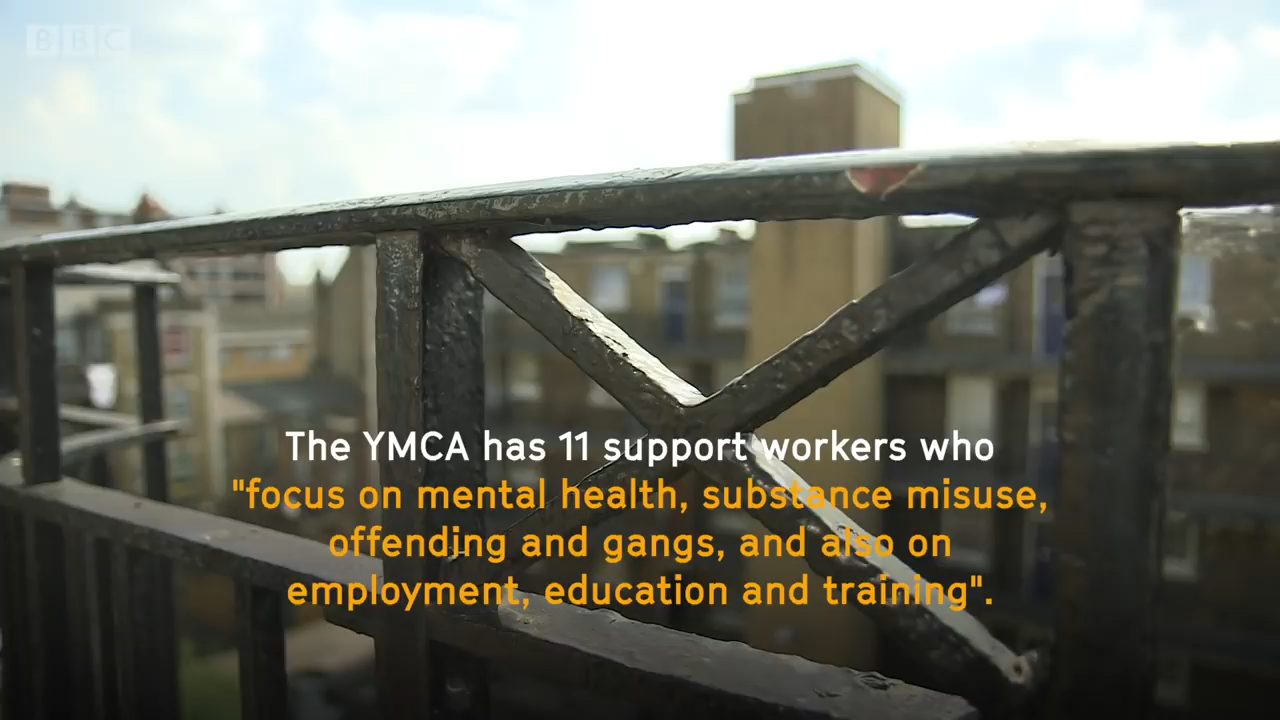 BBC
The YMCA has 11 support workers who
"focus on mental health, substance misuse,
offending and gangs, and also on
employment, education and training".